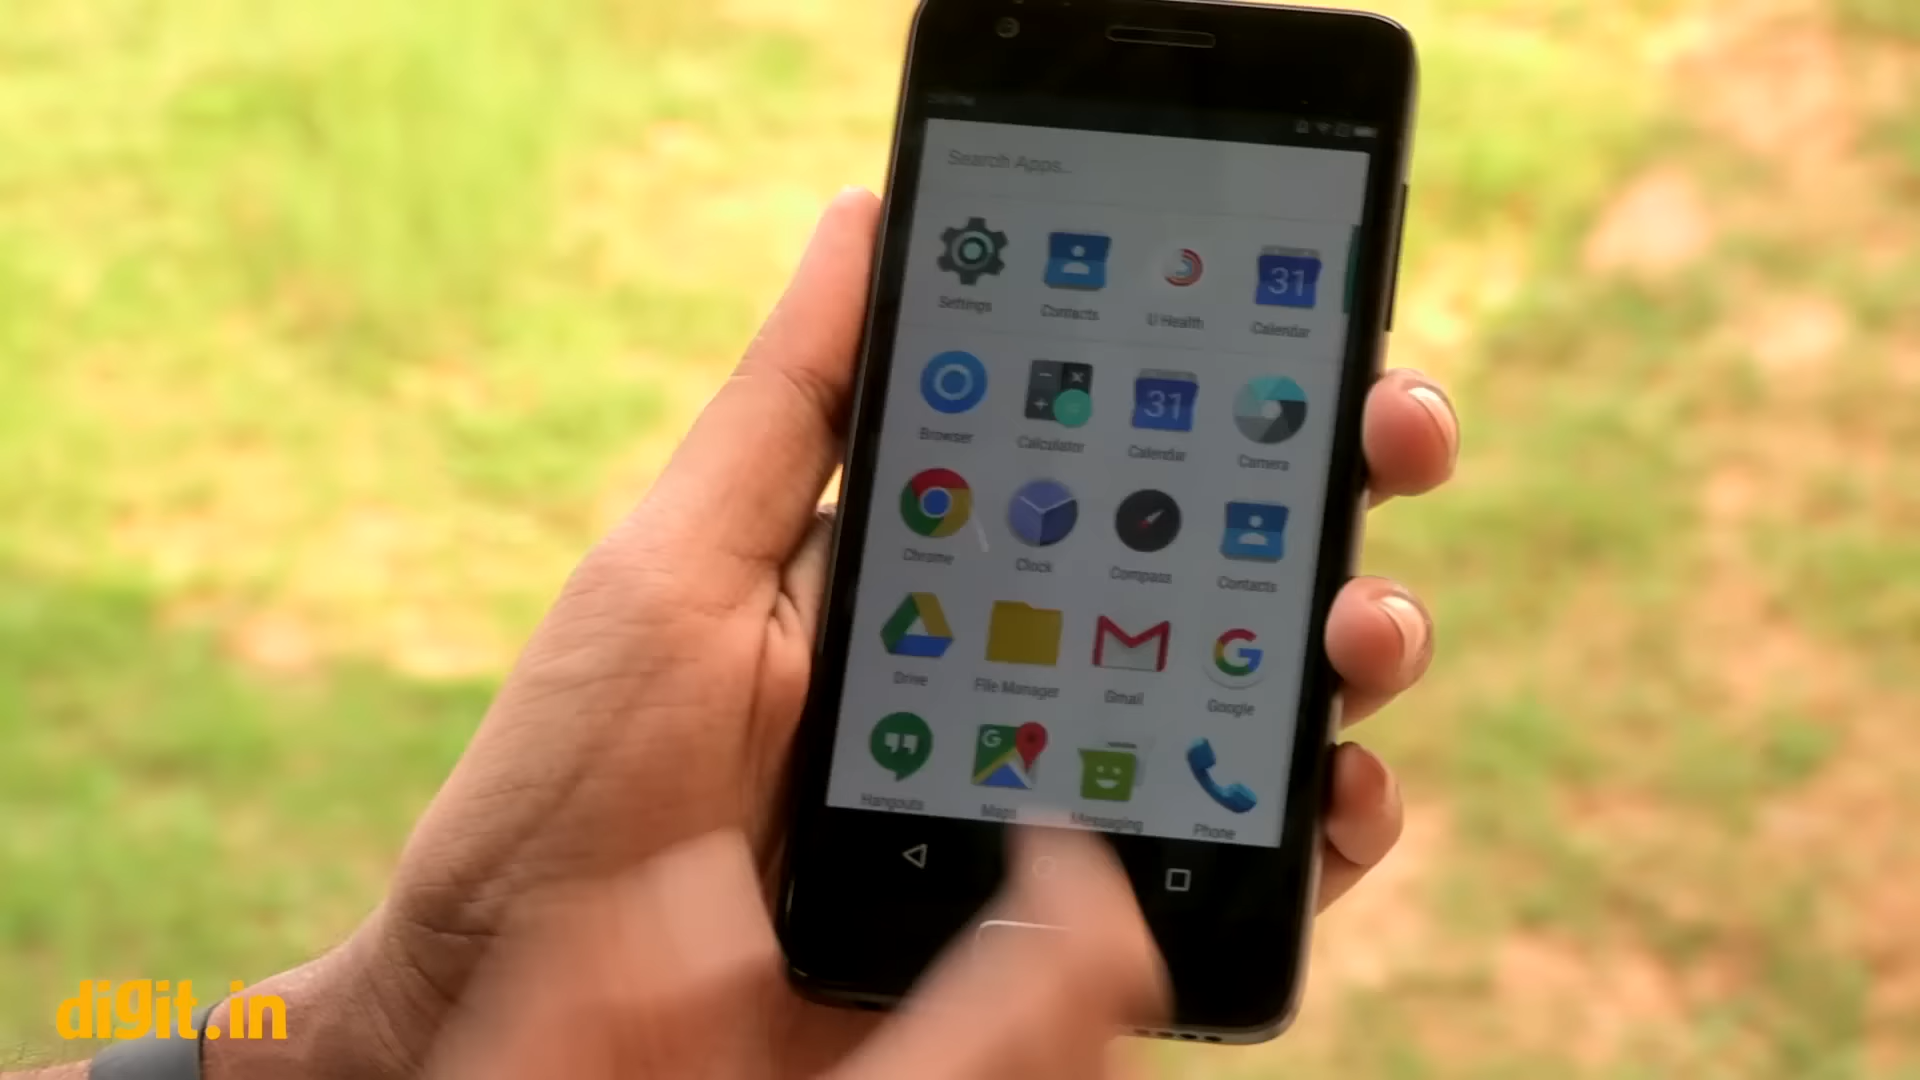 Search Apps..
Settings Contacts U Health Calendar
31
Browser Calculator Calendar Camera
31
Chrome Clock Compass Contacts
Drive File Manager Gmail Google
Hangouts Maps Messaging Phone
digit.in